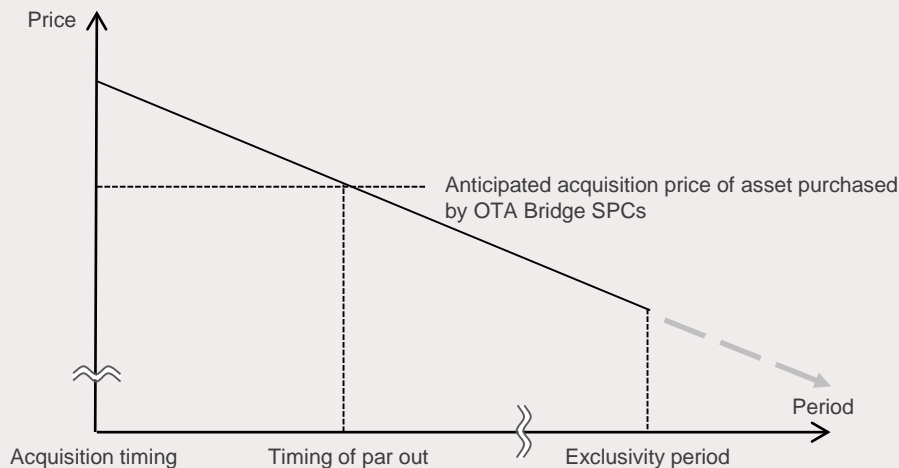 Price
Anticipated acquisition price of asset purchased
by OTA Bridge SPCs
Period
Acquisition timing
Timing of par out
Exclusivity period